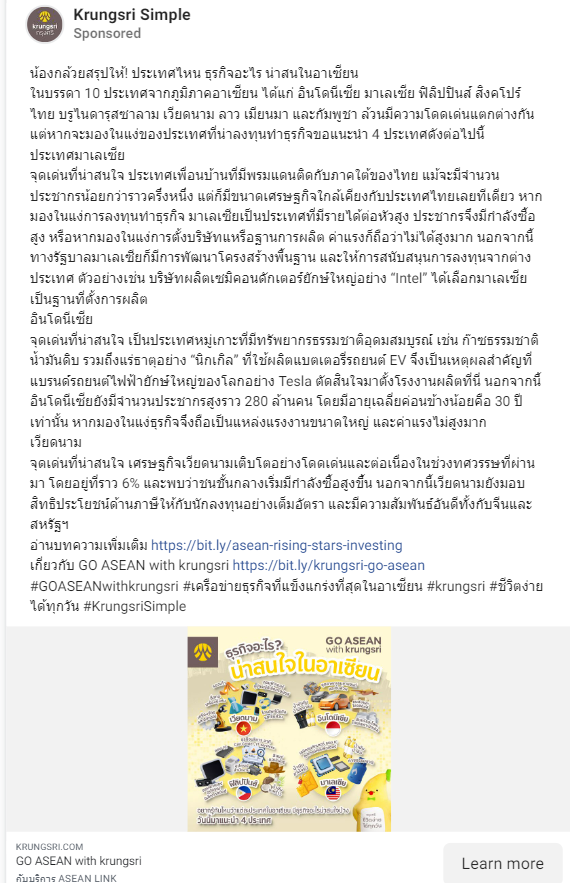 Krungsri Simple
Sponsored
krungsri
กรุงศรี
น้องกล้วยสรุปให้! ประเทศไหน ธุรกิจอะไร น่าสนในอาเซียน
ในบรรดา 10 ประเทศจากภูมิภาคอาเซียน ได้แก่ อินโดนีเซีย มาเลเซีย ฟิลิปปินส์ สิงคโปร์
ไทย บรูไนดารุสซาลาม เวียดนาม ลาว เมียนมา และกัมพูชา ล้วนมีความโดดเด่นแตกต่างกัน
แต่หากจะมองในแง่ของประเทศที่น่าลงทุนทำธุรกิจขอแนะนำ 4 ประเทศดังต่อไปนี้
ประเทศมาเลเซีย
จุดเด่นที่น่าสนใจ ประเทศเพื่อนบ้านที่มีพรมแดนติดกับภาคใต้ของไทย แม้จะมีจำนวน
ประชากรน้อยกว่าราวครึ่งหนึ่ง แต่ก็มีขนาดเศรษฐกิจใกล้เคียงกับประเทศไทยเลยทีเดียว หาก
มองในแง่การลงทุนทำธุรกิจ มาเลเซียเป็นประเทศที่มีรายได้ต่อหัวสูง ประชากรจึงมีกำลังซื้อ
สูง หรือหากมองในแง่การตั้งบริษัทแหรือฐานการผลิต ค่าแรงก็ถือว่าไม่ได้สูงมาก นอกจากนี้
ทางรัฐบาลมาเลเซียก็มีการพัฒนาโครงสร้างพื้นฐาน และให้การสนับสนุนการลงทุนจากต่าง
ประเทศ ตัวอย่างเช่น บริษัทผลิตเซมิคอนดักเตอร์ยักษ์ใหญ่อย่าง “Intel” ได้เลือกมาเลเซีย
เป็นฐานที่ตั้งการผลิต
อินโดนีเซีย
จุดเด่นที่น่าสนใจ เป็นประเทศหมู่เกาะที่มีทรัพยากรธรรมชาติอุดมสมบูรณ์ เช่น ก๊าซธรรมชาติ
น้ำมันดิบ รวมถึงแร่ธาตุอย่าง “นิกเกิล” ที่ใช้ผลิตแบตเตอรี่รถยนต์ EV จึงเป็นเหตุผลสำคัญที่
แบรนด์รถยนต์ไฟฟ้ายักษ์ใหญ่ของโลกอย่าง Tesla ตัดสินใจมาตั้งโรงงานผลิตที่นี่ นอกจากนี้
อินโดนีเซียยังมีจำนวนประชากรสูงราว 280 ล้านคน โดยมีอายุเฉลี่ยค่อนข้างน้อยคือ 30 ปี
เท่านั้น หากมองในแง่ธุรกิจจึงถือเป็นแหล่งแรงงานขนาดใหญ่ และค่าแรงไม่สูงมาก
เวียดนาม
จุดเด่นที่น่าสนใจ เศรษฐกิจเวียดนามเติบโตอย่างโดดเด่นและต่อเนื่องในช่วงทศวรรษที่ผ่าน
มา โดยอยู่ที่ราว 6% และพบว่าชนชั้นกลางเริ่มมีกำลังซื้อสูงขึ้น นอกจากนี้เวียดนามยังมอบ
สิทธิประโยชน์ด้านภาษีให้กับนักลงทุนอย่างเต็มอัตรา และมีความสัมพันธ์อันดีทั้งกับจีนและ
สหรัฐฯ
อ่านบทความเพิ่มเติม https://bit.ly/asean-rising-stars-investing
เกี่ยวกับ GO ASEAN with krungsri https://bit.ly/krungsri-go-asean
#GOASEANwithkrungsri #เครือข่ายธุรกิจที่แข็งแกร่งที่สุดในอาเซียน #krungsri #ชีวิตง่าย
ได้ทุกวัน #KrungsriSimple
GO ASEAN
with krungsri
ธุรกิจอะไร?
น่าสนใจในอาเซียน
เวียดนาม
อินโดนีเซีย
ฟิลิปปินส์
มาเลเซีย
วันนี้มาแนะนำ 4 ประเทศ
KRUNGSRI.COM
GO ASEAN with krungsri
กับบริการ ASEAN LINK
Learn more